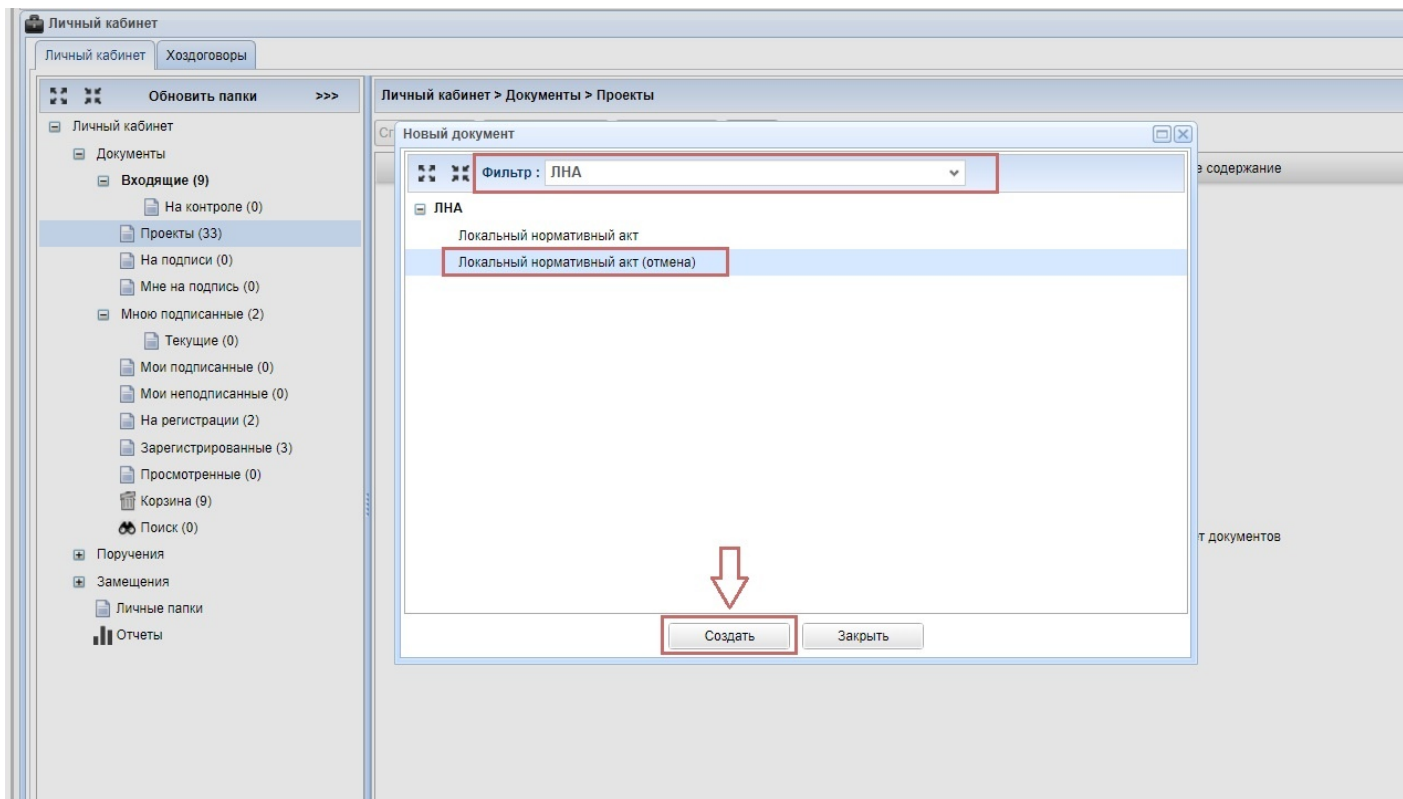 Личный кабинет
Личный кабинет Хоздоговоры
Обновить папки >>>
Личный кабинет
Документы
Входящие (9)
На контроле (0)
Проекты (33)
На подписи (0)
Мне на подпись (0)
Мною подписанные (2)
Текущие (0)
Мои подписанные (0)
Мои неподписанные (0)
На регистрации (2)
Зарегистрированные (3)
Просмотренные (0)
Корзина (9)
Поиск (0)
Поручения
Замещения
Личные папки
Отчеты
Личный кабинет > Документы > Проекты
Новый документ
Фильтр : ЛНА
ЛНА
Локальный нормативный акт
Локальный нормативный акт (отмена)
Создать Закрыть
содержание
документов